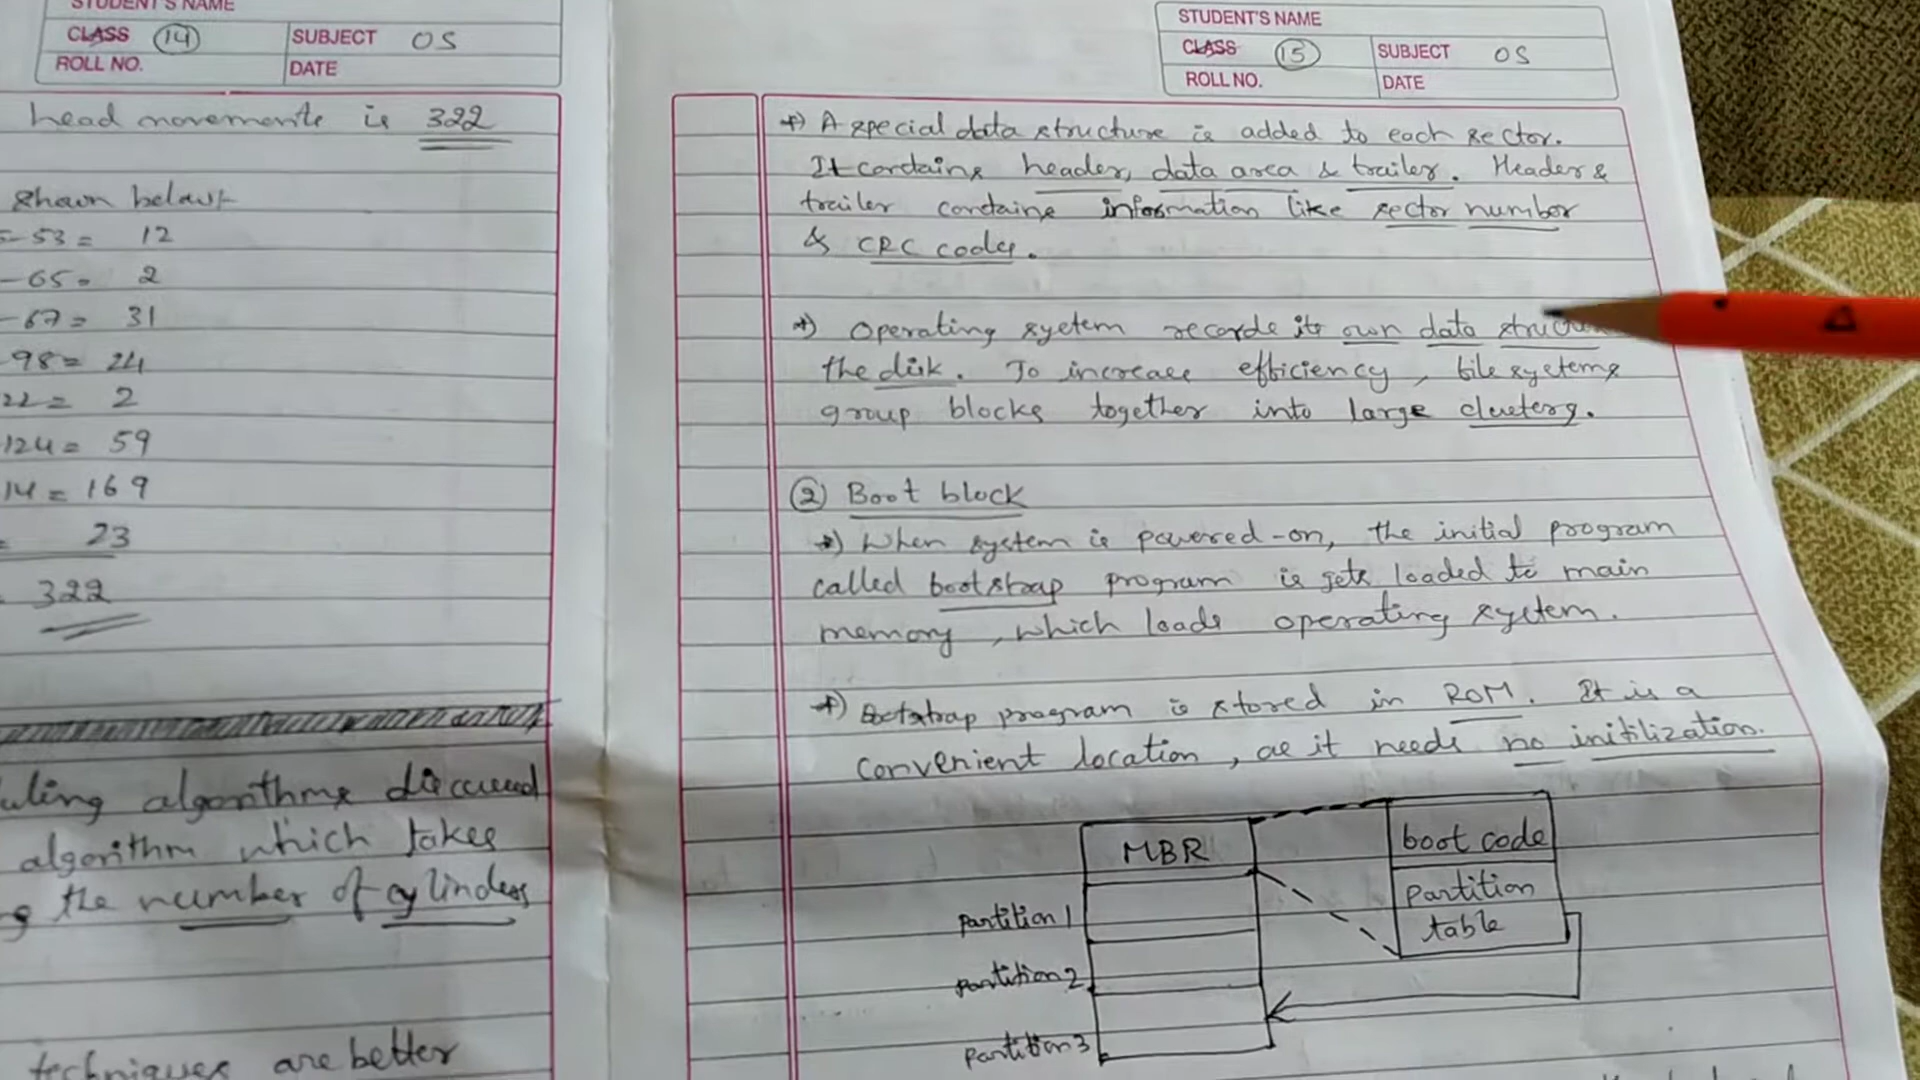 STUDENT'S NAME
CLASS 14 SUBJECT OS
ROLL NO. DATE
head movements is 322
shown below:-
-53 = 12
-65 = 2
-67 = 31
-98 = 24
22 = 2
124 = 59
14 = 169
= 23
322
algorithms discussed
algorithm which takes
the number of cylinders
techniques are better
STUDENT'S NAME
CLASS 15 SUBJECT OS
ROLL NO. DATE
*) A special data structure is added to each sector.
It contains header, data area & trailer. Header &
trailer contains information like sector number
& CRC codes.
*) Operating system records its own data
the disk. To increase efficiency, file systems
group blocks together into large clusters.
② Boot block
*) When system is powered-on, the initial program
called bootstrap program is gets loaded to main
memory, which loads operating system.
*) Bootstrap program is stored in ROM. It is a
convenient location, as it needs no initilization.
MBR
boot code
partition
table
partition 1
partition 2
partition 3